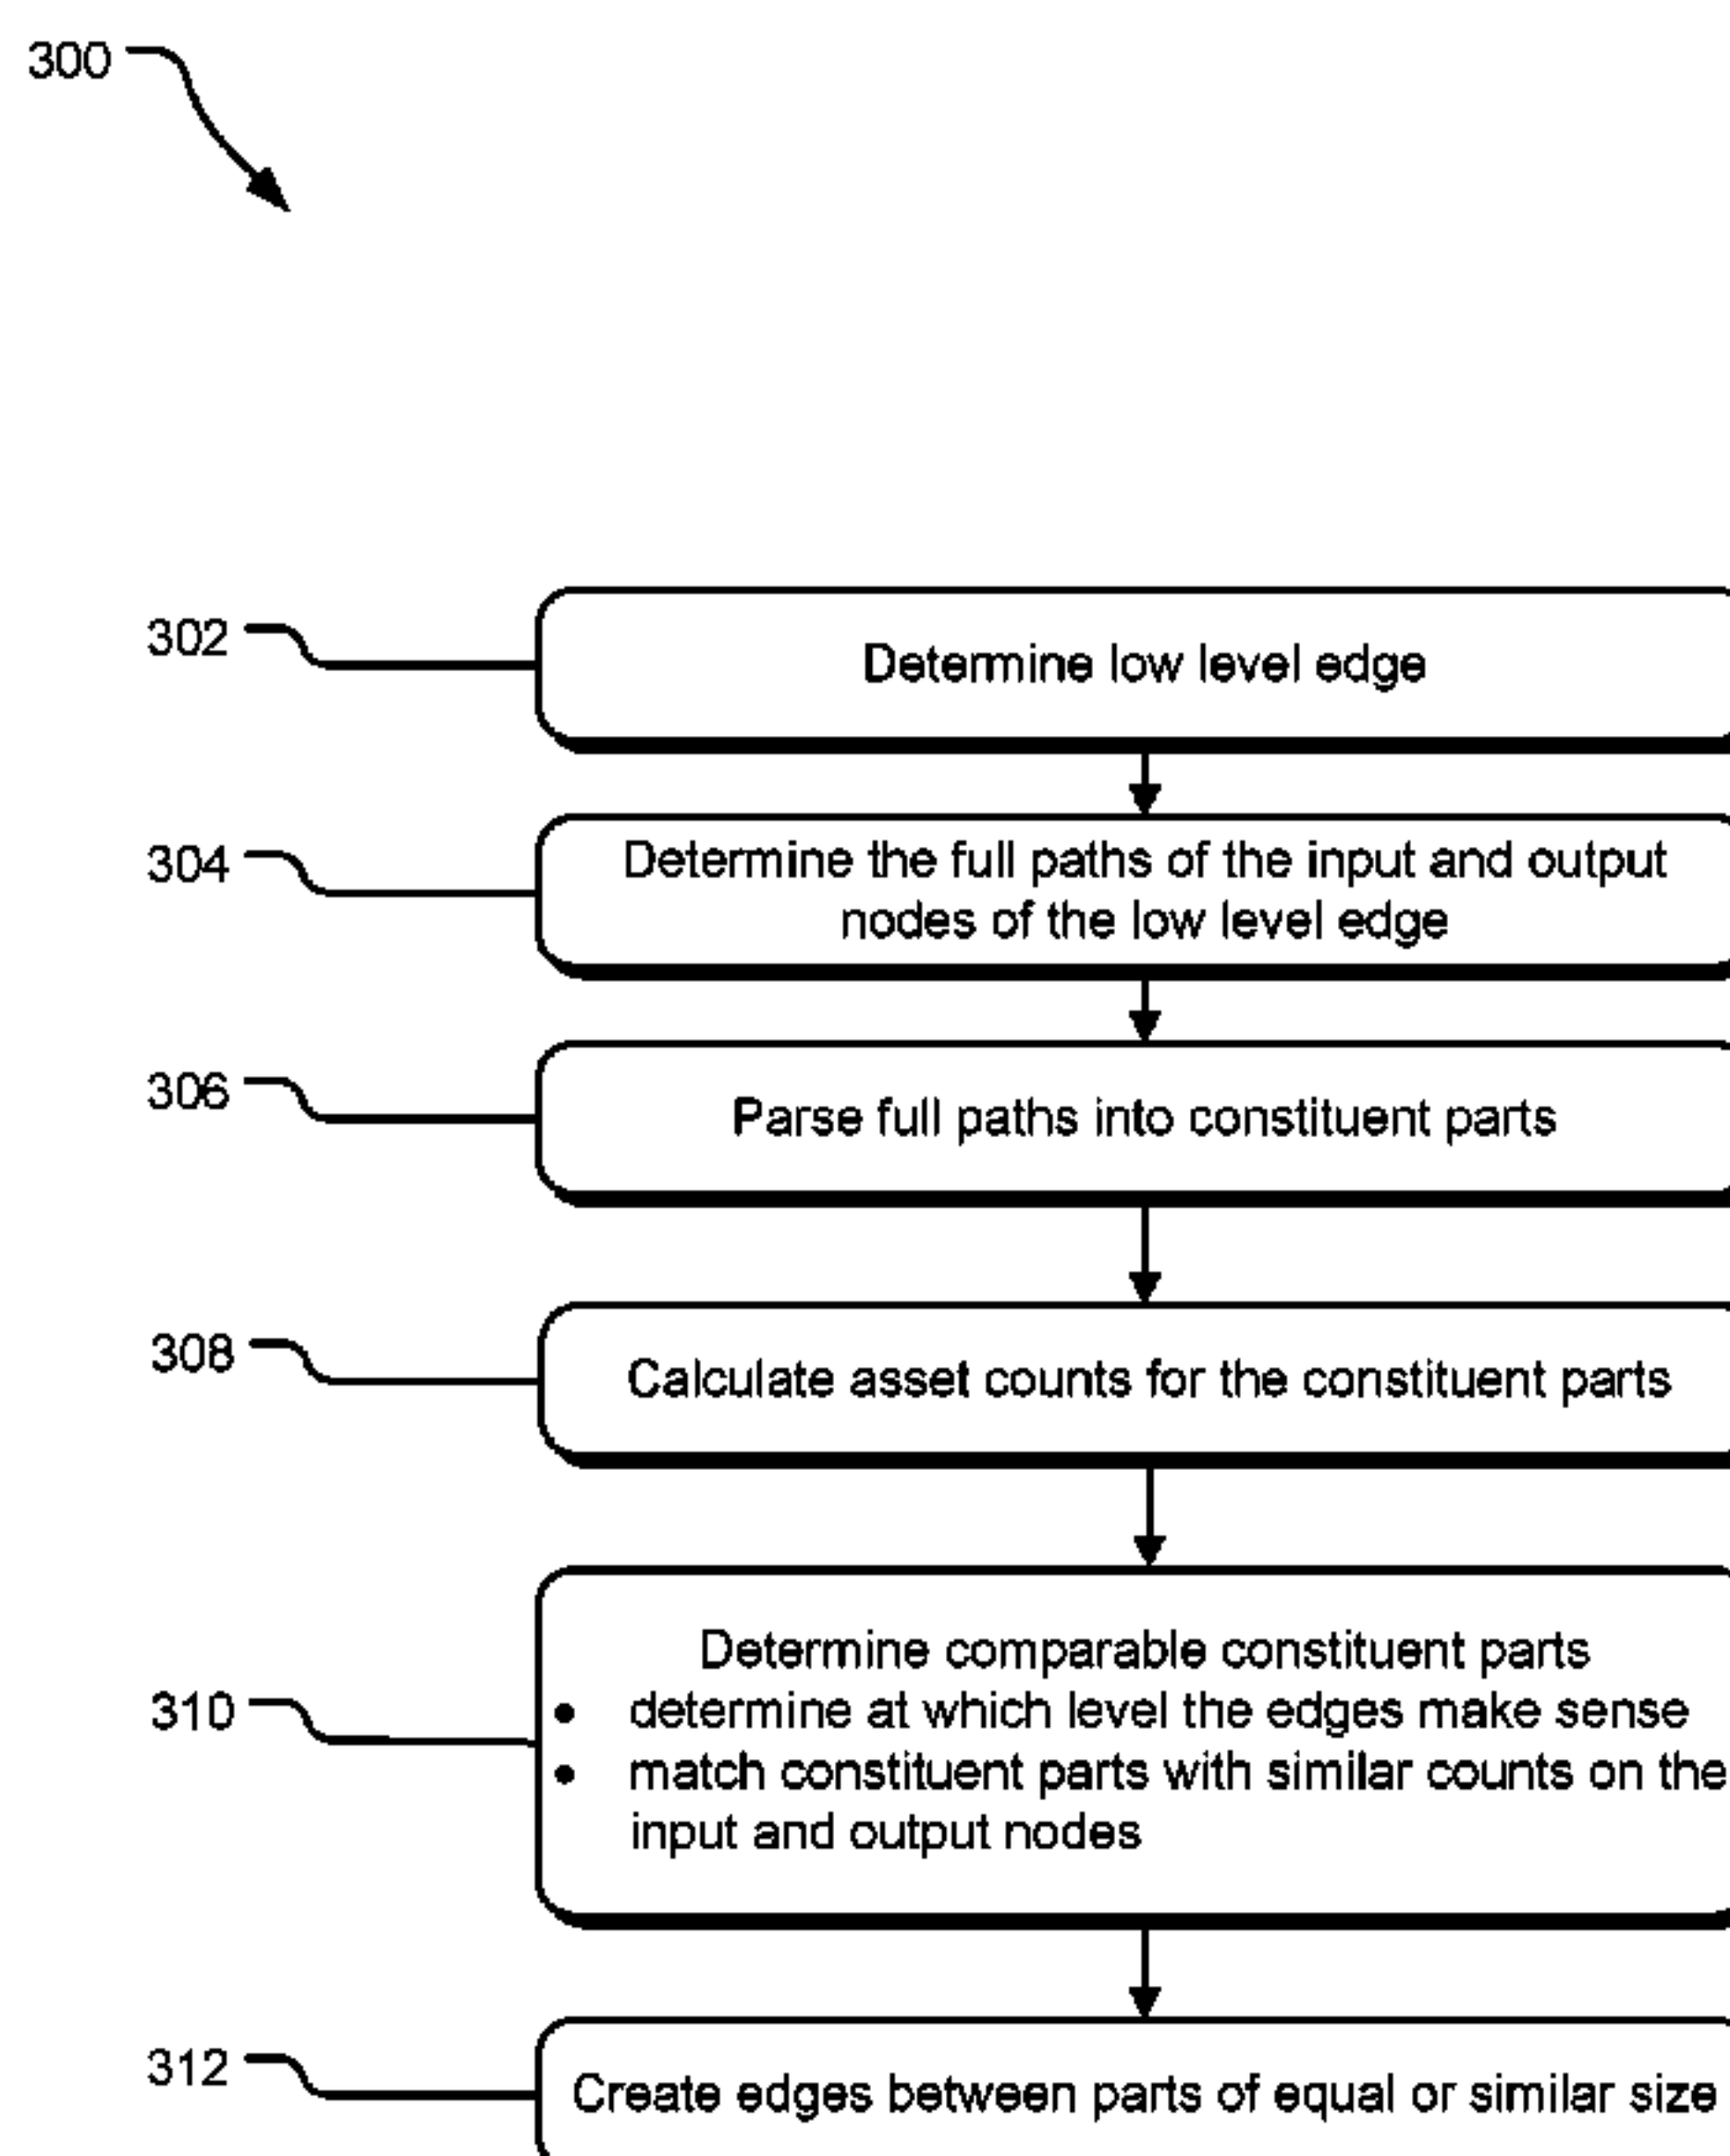 300
302
Determine low level edge
304
Determine the full paths of the input and output
nodes of the low level edge
306
Parse full paths into constituent parts
308
Calculate asset counts for the constituent parts
310
Determine comparable constituent parts
• determine at which level the edges make sense
• match constituent parts with similar counts on the
input and output nodes
312
Create edges between parts of equal or similar size